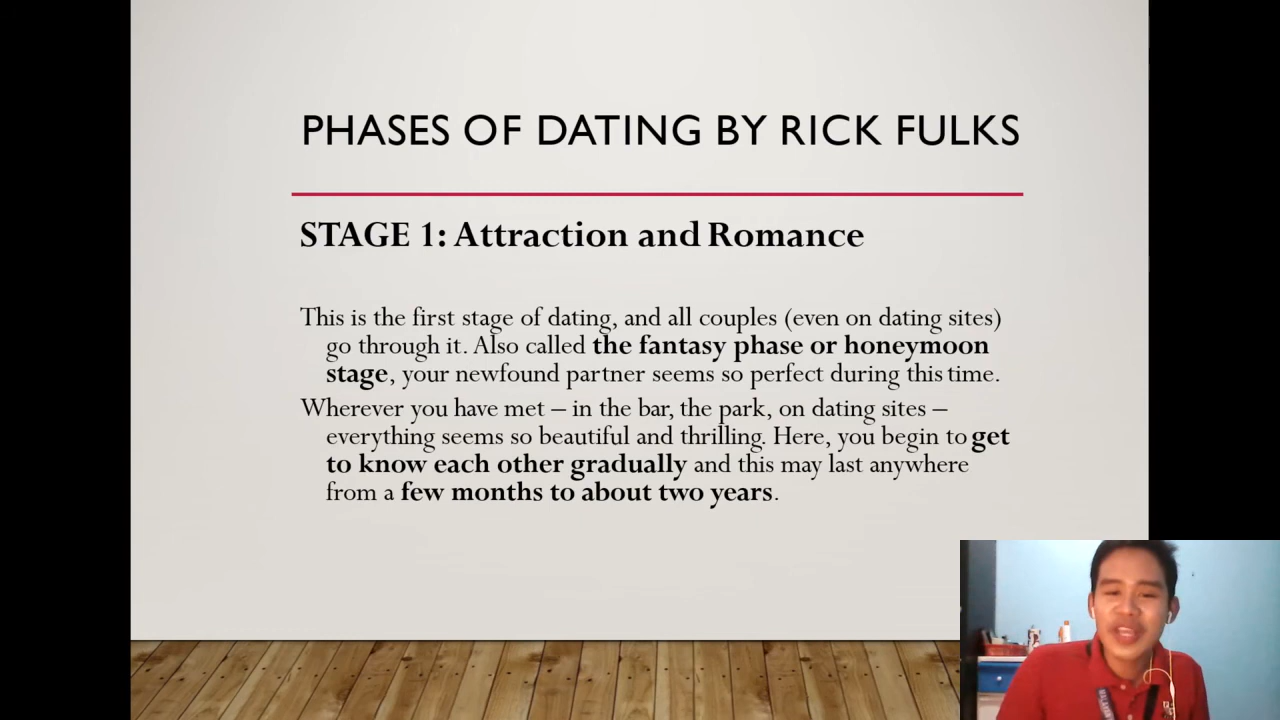 PHASES OF DATING BY RICK FULKS
STAGE 1: Attraction and Romance
This is the first stage of dating, and all couples (even on dating sites)
go through it. Also called the fantasy phase or honeymoon
stage, your newfound partner seems so perfect during this time.
Wherever you have met – in the bar, the park, on dating sites –
everything seems so beautiful and thrilling. Here, you begin to get
to know each other gradually and this may last anywhere
from a few months to about two years.